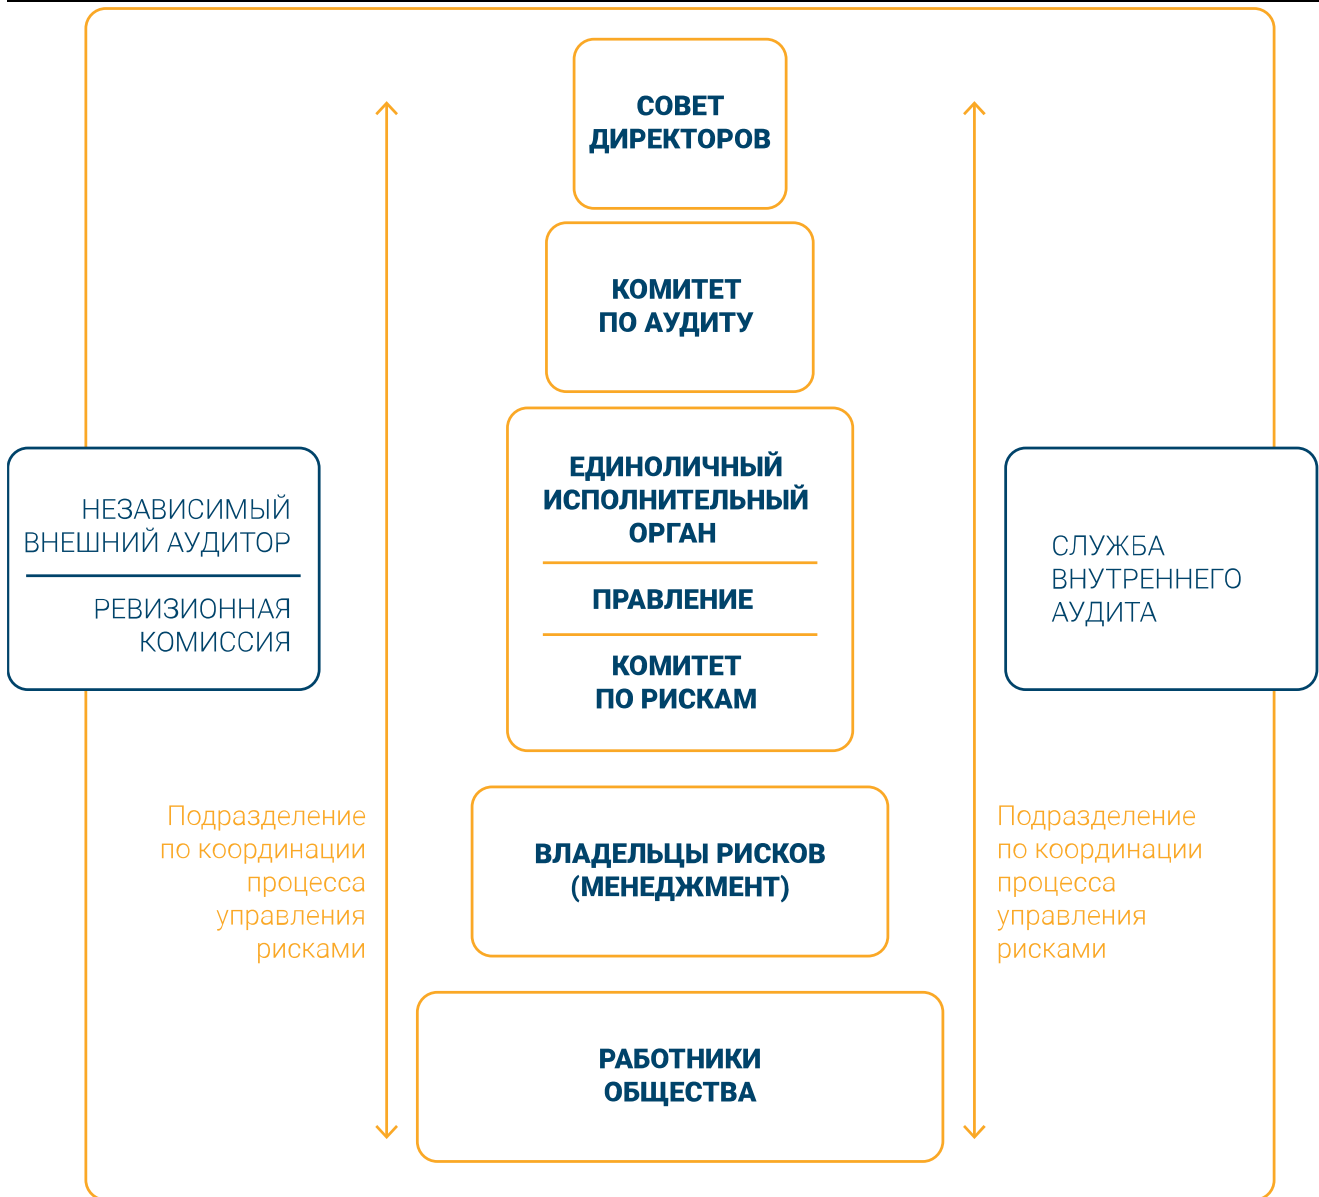 СОВЕТ
ДИРЕКТОРОВ
КОМИТЕТ
ПО АУДИТУ
ЕДИНОЛИЧНЫЙ
ИСПОЛНИТЕЛЬНЫЙ
ОРГАН
ПРАВЛЕНИЕ
КОМИТЕТ
ПО РИСКАМ
НЕЗАВИСИМЫЙ
ВНЕШНИЙ АУДИТОР
РЕВИЗИОННАЯ
КОМИССИЯ
СЛУЖБА
ВНУТРЕННЕГО
АУДИТА
Подразделение
по координации
процесса
управления
рисками
ВЛАДЕЛЬЦЫ РИСКОВ
(МЕНЕДЖМЕНТ)
Подразделение
по координации
процесса
управления
рисками
РАБОТНИКИ
ОБЩЕСТВА